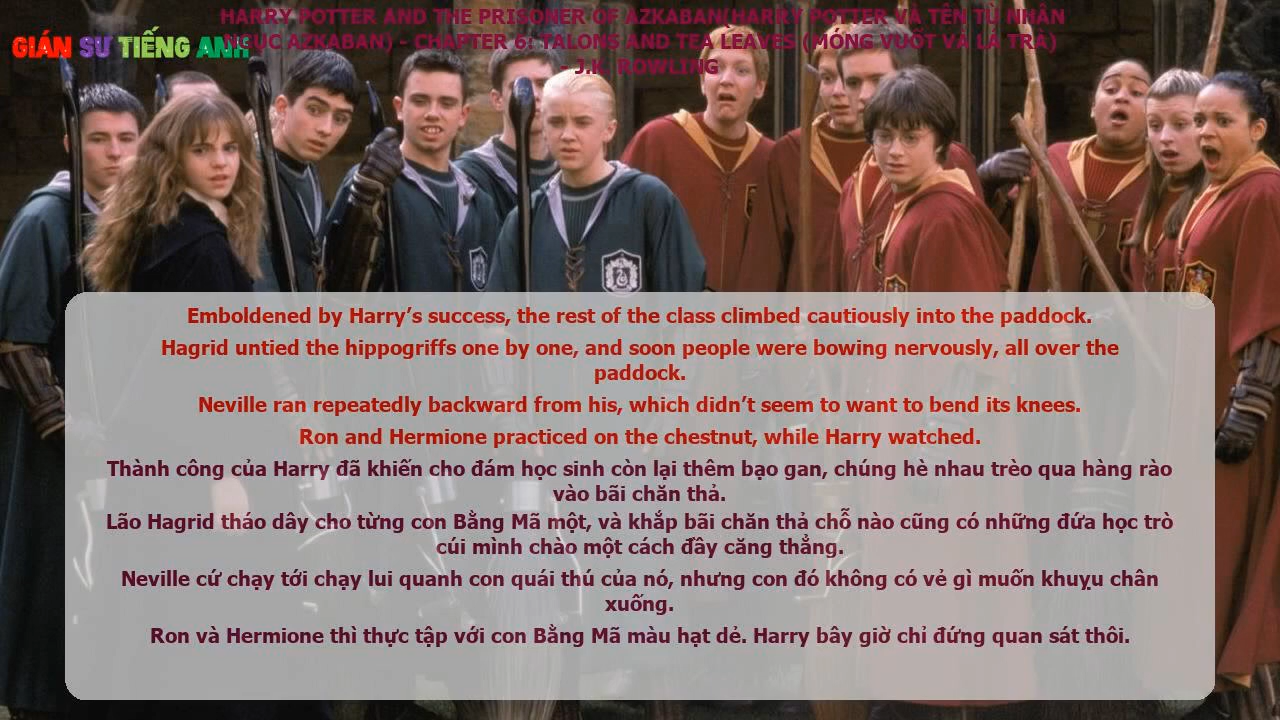 HARRY POTTER AND THE PRISONER OF AZKABAN(HARRY POTTER VÀ TÊN TÙ NHÂN
NGỤC AZKABAN) - CHAPTER 6: TALONS AND TEA LEAVES (MÓNG VUỐT VÀ LÁ TRÀ)
- J.K. ROWLING
GIÁN SƯ TIẾNG ANH
Emboldened by Harry’s success, the rest of the class climbed cautiously into the paddock.
Hagrid untied the hippogriffs one by one, and soon people were bowing nervously, all over the
paddock.
Neville ran repeatedly backward from his, which didn’t seem to want to bend its knees.
Ron and Hermione practiced on the chestnut, while Harry watched.
Thành công của Harry đã khiến cho đám học sinh còn lại thêm bạo gan, chúng hè nhau trèo qua hàng rào
vào bãi chăn thả.
Lão Hagrid tháo dây cho từng con Bằng Mã một, và khắp bãi chăn thả chỗ nào cũng có những đứa học trò
cúi mình chào một cách đầy căng thẳng.
Neville cứ chạy tới chạy lui quanh con quái thú của nó, nhưng con đó không có vẻ gì muốn khuỵu chân
xuống.
Ron và Hermione thì thực tập với con Bằng Mã màu hạt dẻ. Harry bây giờ chỉ đứng quan sát thôi.